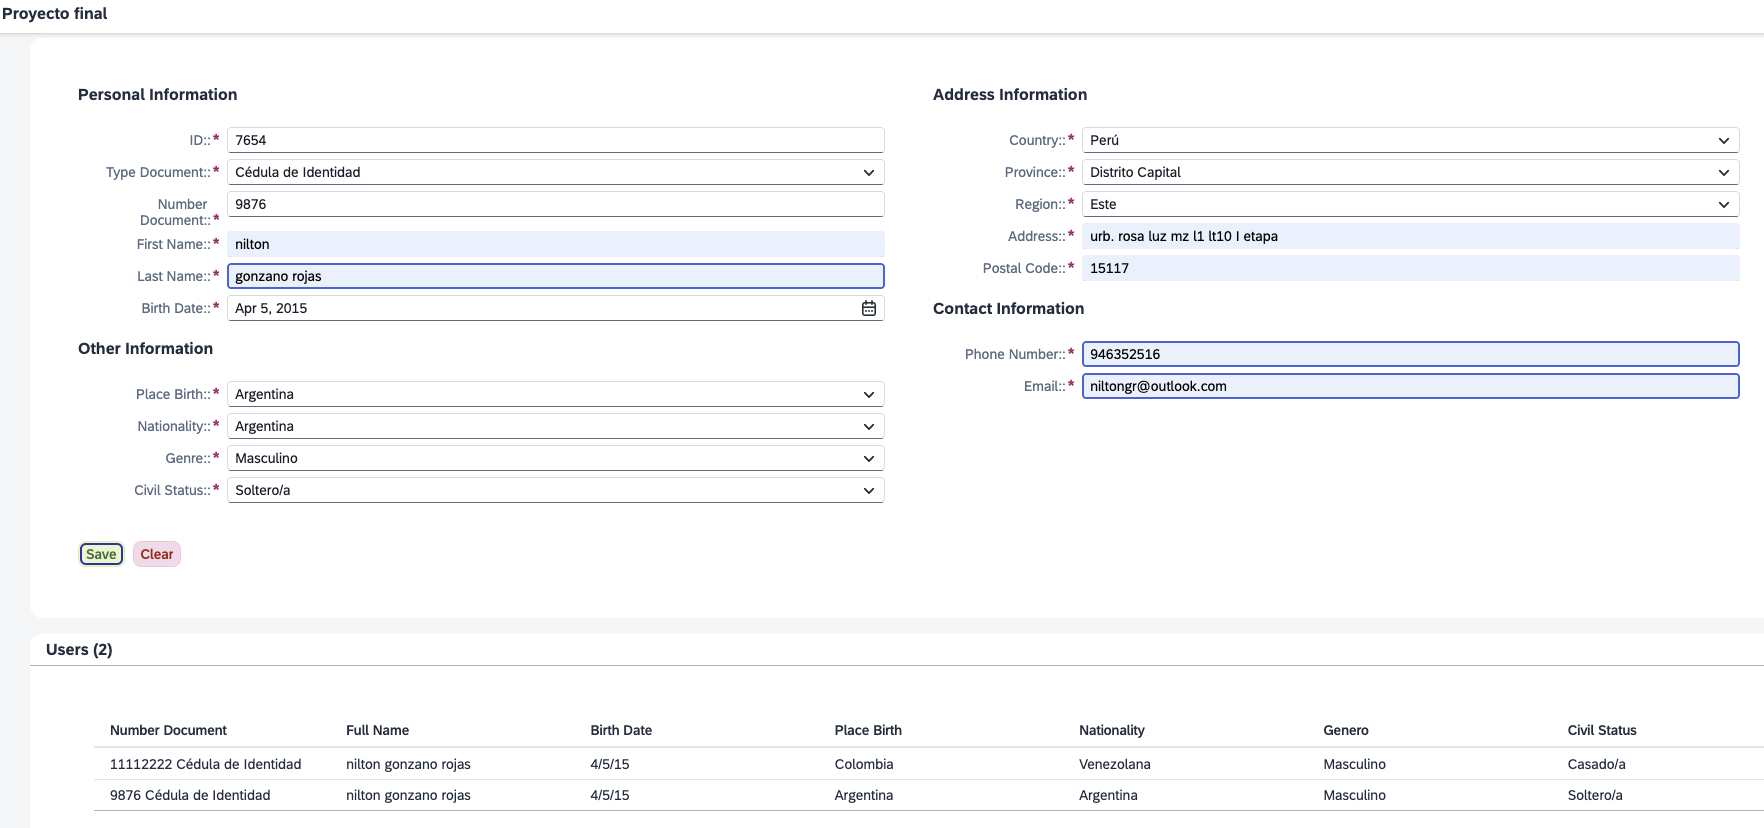 Proyecto final
Personal Information
ID::* 7654
Type Document::* Cédula de Identidad
Number
Document::* 9876
First Name::* nilton
Last Name::* gonzano rojas
Birth Date::* Apr 5, 2015
Other Information
Place Birth::* Argentina
Nationality::* Argentina
Genre::* Masculino
Civil Status::* Soltero/a
Save Clear
Address Information
Country::* Perú
Province::* Distrito Capital
Region::* Este
Address::* urb. rosa luz mz l1 lt10 I etapa
Postal Code::* 15117
Contact Information
Phone Number::* 946352516
Email::* niltongr@outlook.com
Users (2)
Number Document Full Name Birth Date Place Birth Nationality Genero Civil Status
11112222 Cédula de Identidad nilton gonzano rojas 4/5/15 Colombia Venezolana Masculino Casado/a
9876 Cédula de Identidad nilton gonzano rojas 4/5/15 Argentina Argentina Masculino Soltero/a